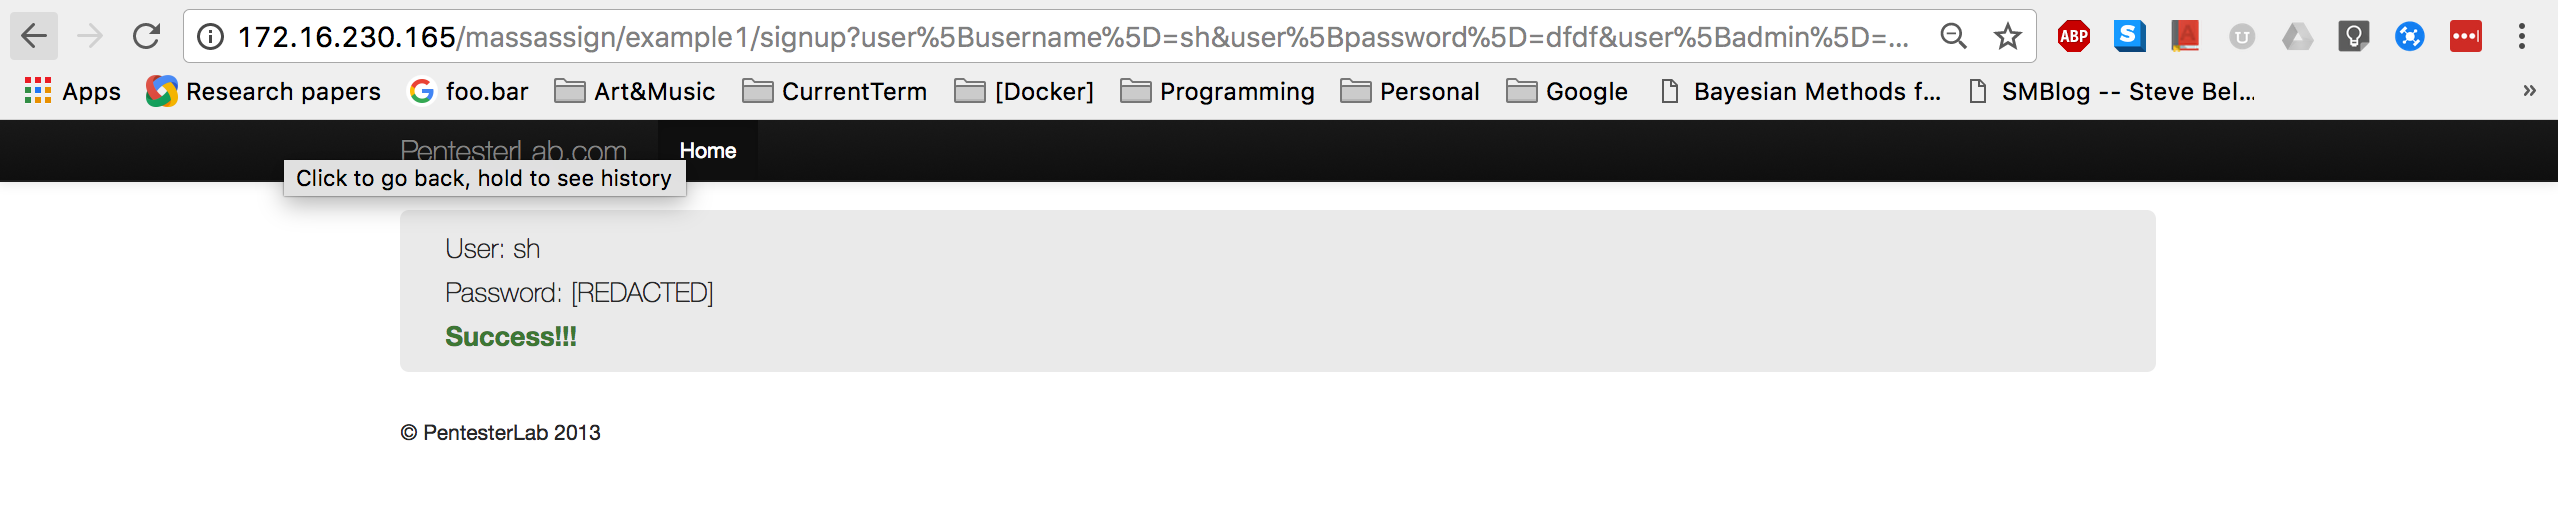 172.16.230.165/massassign/example1/signup?user%5Busername%5D=sh&user%5Bpassword%5D=dfdf&user%5Badmin%5D=...
ABP S A U
Apps Research papers foo.bar Art&Music CurrentTerm [Docker] Programming Personal Google Bayesian Methods f... SMBlog -- Steve Bel... »
PentesterLab.com Home
Click to go back, hold to see history
User: sh
Password: [REDACTED]
Success!!!
© PentesterLab 2013